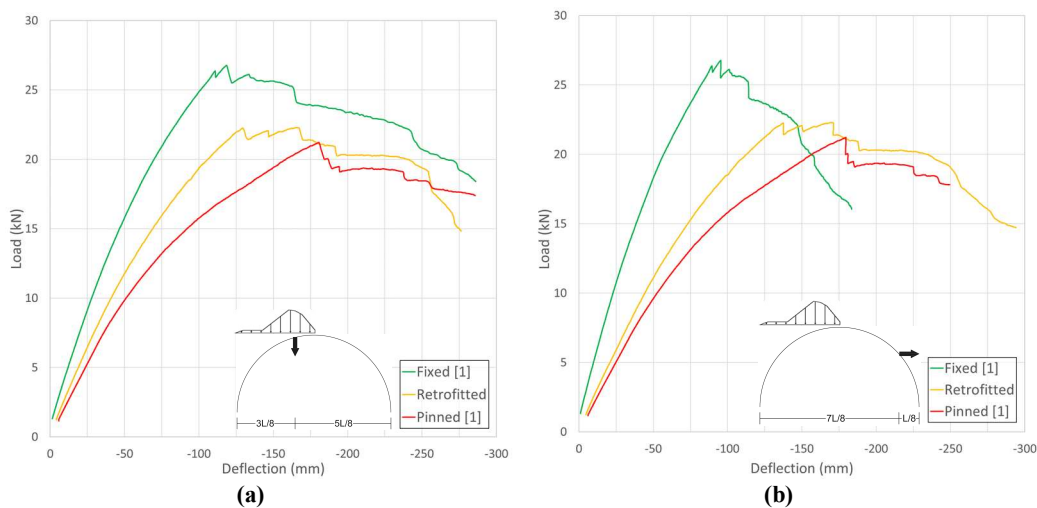 30
25
20
15
10
5
0
Load (kN)
0
-50
-100
-150
-200
-250
-300
Deflection (mm)
3L/8
5L/8
Fixed [1]
Retrofitted
Pinned [1]
(a)
30
25
20
15
10
5
0
Load (kN)
0
-50
-100
-150
-200
-250
-300
Deflection (mm)
7L/8
L/8
Fixed [1]
Retrofitted
Pinned [1]
(b)